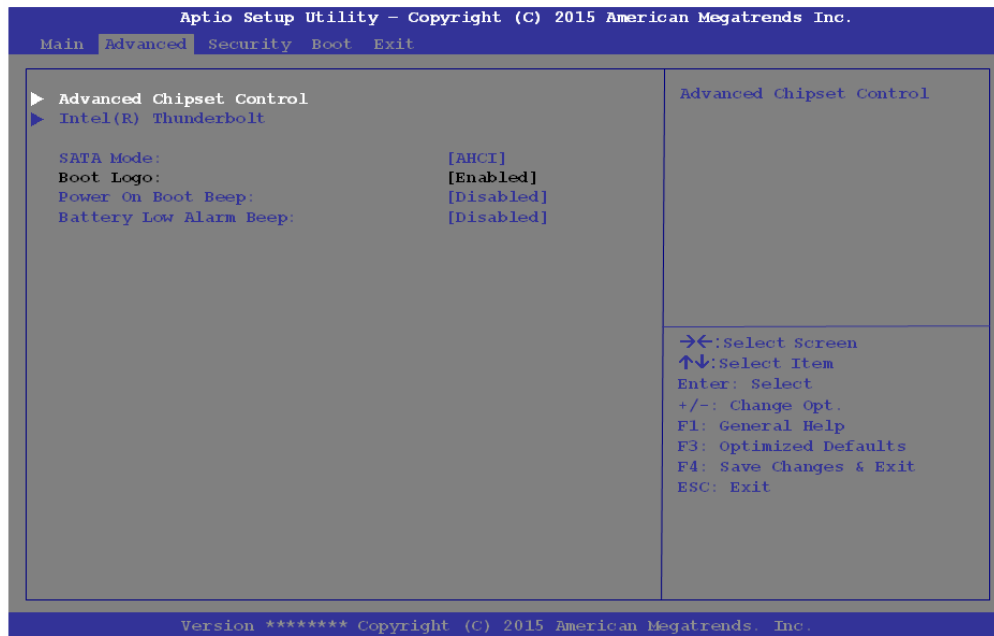 Aptio Setup Utility – Copyright (C) 2015 American Megatrends Inc.
Main Advanced Security Boot Exit
Advanced Chipset Control
Intel(R) Thunderbolt
SATA Mode: [AHCI]
Boot Logo: [Enabled]
Power On Boot Beep: [Disabled]
Battery Low Alarm Beep: [Disabled]
Advanced Chipset Control
→←:Select Screen
↑↓:Select Item
Enter: Select
+/-: Change Opt.
F1: General Help
F3: Optimized Defaults
F4: Save Changes & Exit
ESC: Exit
Version ******** Copyright (C) 2015 American Megatrends. Inc.